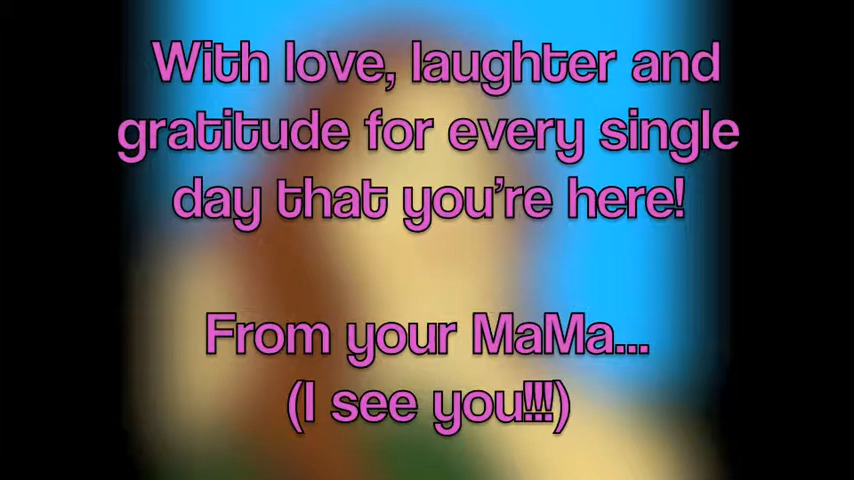 With love, laughter and
gratitude for every single
day that you're here!
From your MaMa...
(I see you!!!)